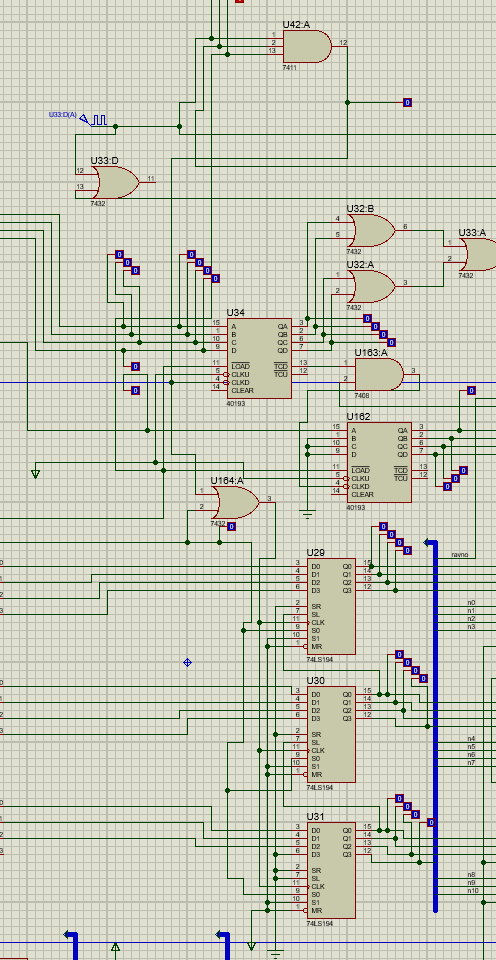 U42:A
1
2
13
12
7411
0
U33:D(A)
U33:D
12
13
11
7432
U32:B
4
5
6
7432
U33:A
1
2
7432
U32:A
1
2
3
7432
0
0
0
0
0
0
U34
15 A QA 3
1 B QB 2
10 C QC 6
9 D QD 7
11 LOAD TCD 13
5 CLKU TCU 12
4 CLKD
14 CLEAR
40193
0
0
0
0
0
0
U163:A
1
2
3
7408
0
U162
15 A QA 3
1 B QB 2
10 C QC 6
9 D QD 7
11 LOAD TCD 13
5 CLKU TCU 12
4 CLKD
14 CLEAR
40193
0
0
0
U164:A
1
2
3
7432
0
0
0
0
U29
3 D0 Q0 15
4 D1 Q1 14
5 D2 Q2 13
6 D3 Q3 12
2 SR
7 SL
11 CLK
9 S0
10 S1
1 MR
74LS194
ravno
n0
n1
n2
n3
0
0
0
0
U30
3 D0 Q0 15
4 D1 Q1 14
5 D2 Q2 13
6 D3 Q3 12
2 SR
7 SL
11 CLK
9 S0
10 S1
1 MR
74LS194
n4
n5
n6
n7
0
0
0
0
U31
3 D0 Q0 15
4 D1 Q1 14
5 D2 Q2 13
6 D3 Q3 12
2 SR
7 SL
11 CLK
9 S0
10 S1
1 MR
74LS194
n8
n9
n10